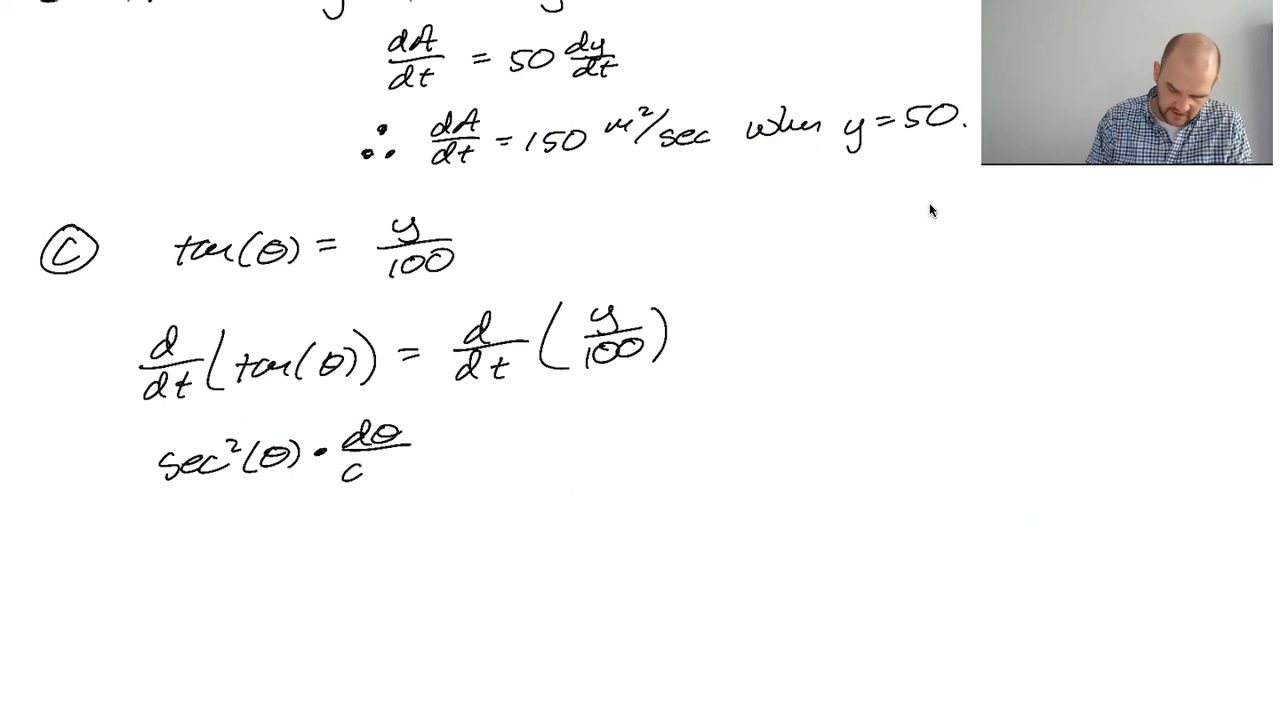 dA/dt = 50 dy/dt
∴ dA/dt = 150 m²/sec when y = 50.
Ⓒ tan(θ) = y/100
d/dt (tan(θ)) = d/dt (y/100)
sec²(θ) • dθ/c